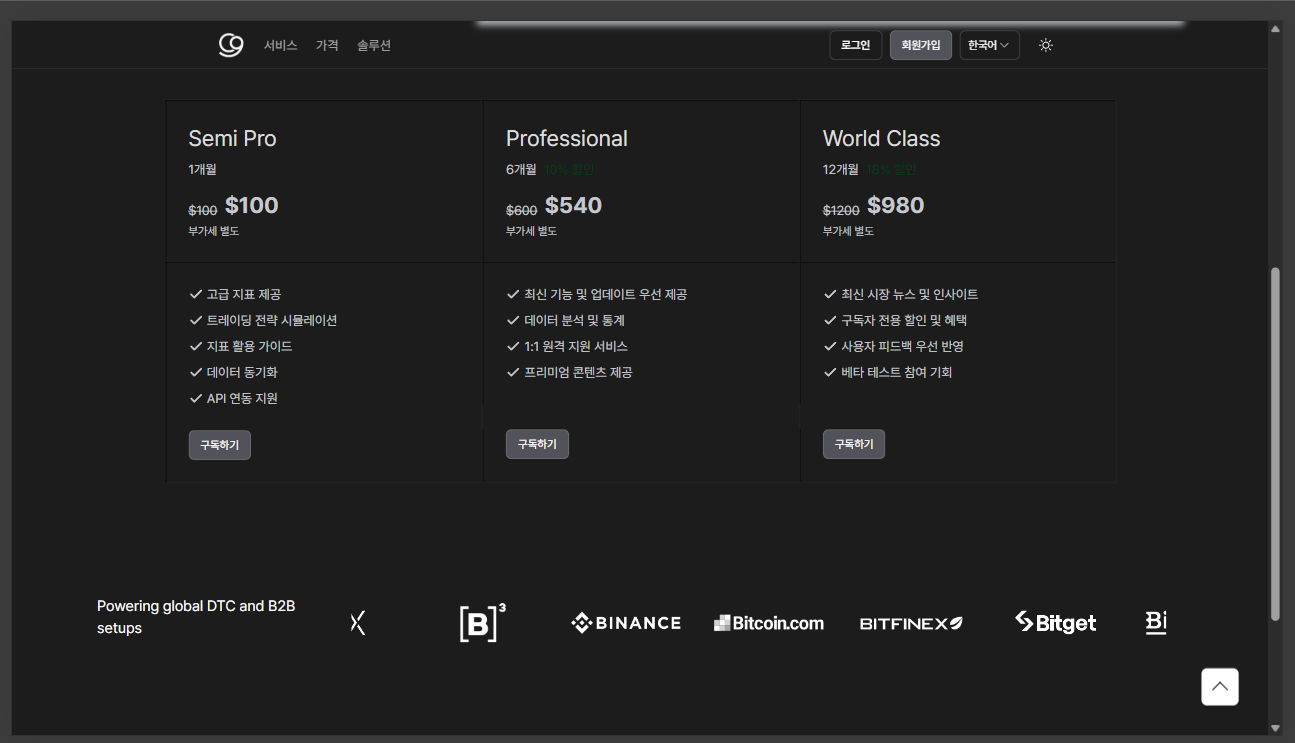 서비스 가격 솔루션 로그인 회원가입 한국어
Semi Pro
1개월
$100 $100
부가세 별도
고급 지표 제공
트레이딩 전략 시뮬레이션
지표 활용 가이드
데이터 동기화
API 연동 지원
구독하기
Professional
6개월 10% 할인
$600 $540
부가세 별도
최신 기능 및 업데이트 우선 제공
데이터 분석 및 통계
1:1 원격 지원 서비스
프리미엄 콘텐츠 제공
구독하기
World Class
12개월 18% 할인
$1200 $980
부가세 별도
최신 시장 뉴스 및 인사이트
구독자 전용 할인 및 혜택
사용자 피드백 우선 반영
베타 테스트 참여 기회
구독하기
Powering global DTC and B2B
setups
[B]³ BINANCE Bitcoin.com BITFINEX Bitget Bi